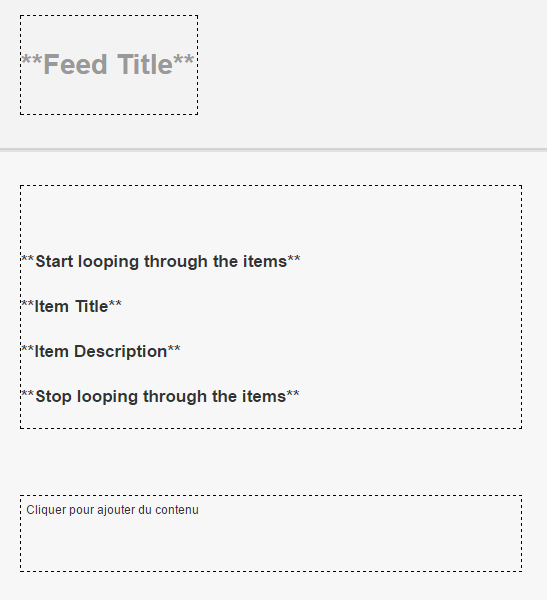 **Feed Title**
**Start looping through the items**
**Item Title**
**Item Description**
**Stop looping through the items**
Cliquer pour ajouter du contenu